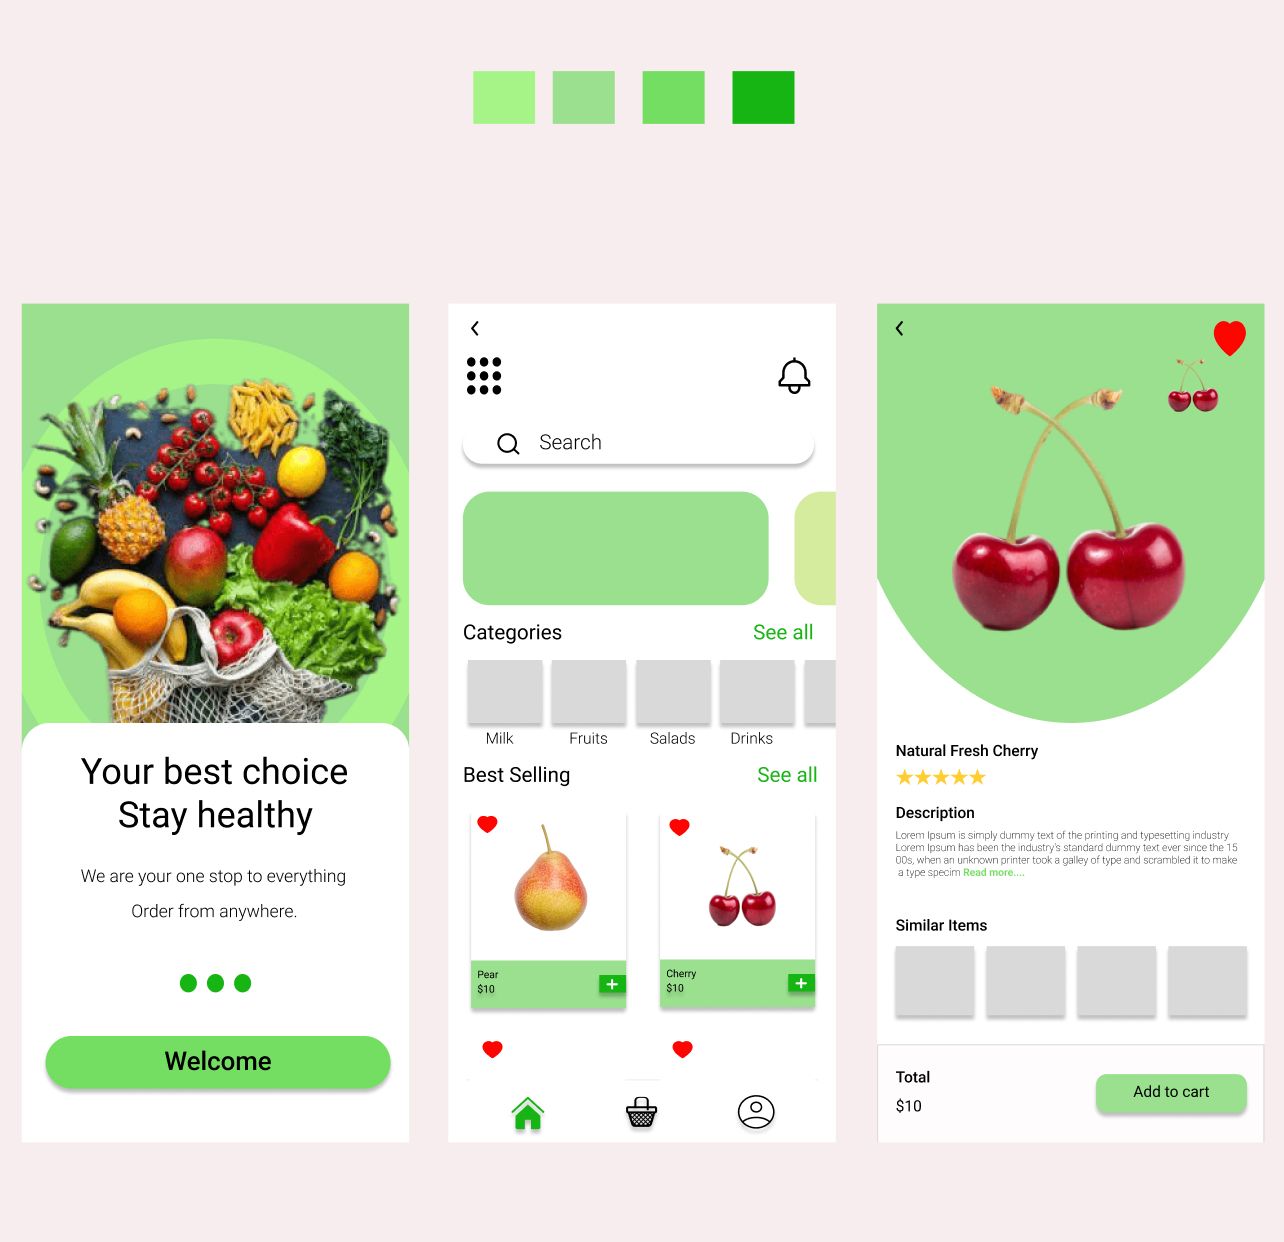 Your best choice
Stay healthy
We are your one stop to everything
Order from anywhere.
Welcome
Search
Categories
See all
Milk
Fruits
Salads
Drinks
Best Selling
See all
Pear
$10
Cherry
$10
Natural Fresh Cherry
Description
Lorem Ipsum is simply dummy text of the printing and typesetting industry
Lorem Ipsum has been the industry's standard dummy text ever since the 15
00s, when an unknown printer took a galley of type and scrambled it to make
a type specim Read more....
Similar Items
Total
$10
Add to cart